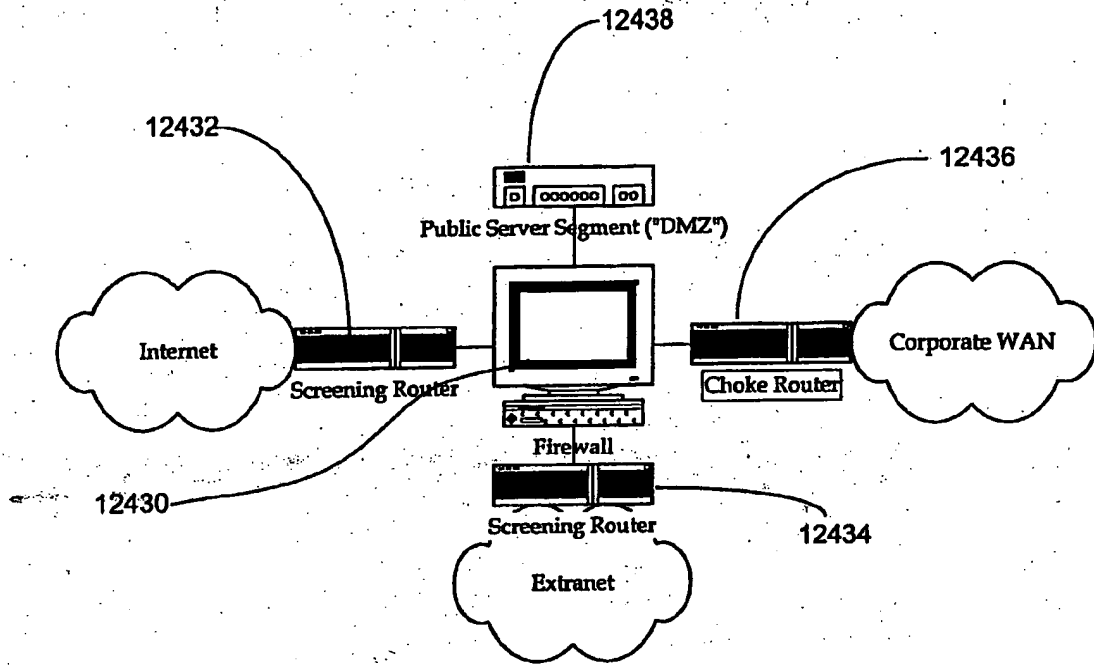 12438
12432
12436
Public Server Segment ("DMZ")
Internet
Corporate WAN
Screening Router
Choke Router
Firewall
12430
Screening Router
12434
Extranet